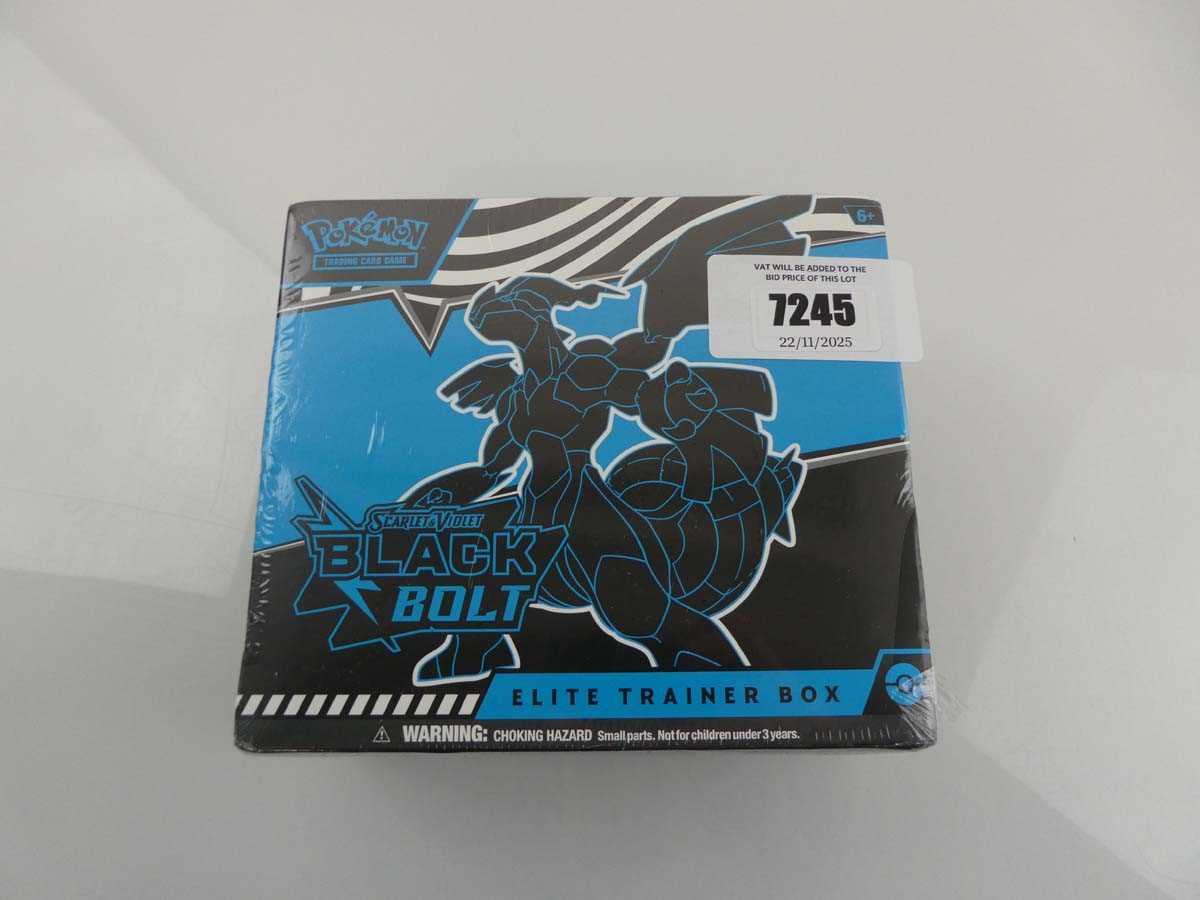 POKéMON
TRADING CARD GAME
6+
VAT WILL BE ADDED TO THE
BID PRICE OF THIS LOT
7245
22/11/2025
SCARLET & VIOLET
BLACK
BOLT
ELITE TRAINER BOX
WARNING: CHOKING HAZARD Small parts. Not for children under 3 years.